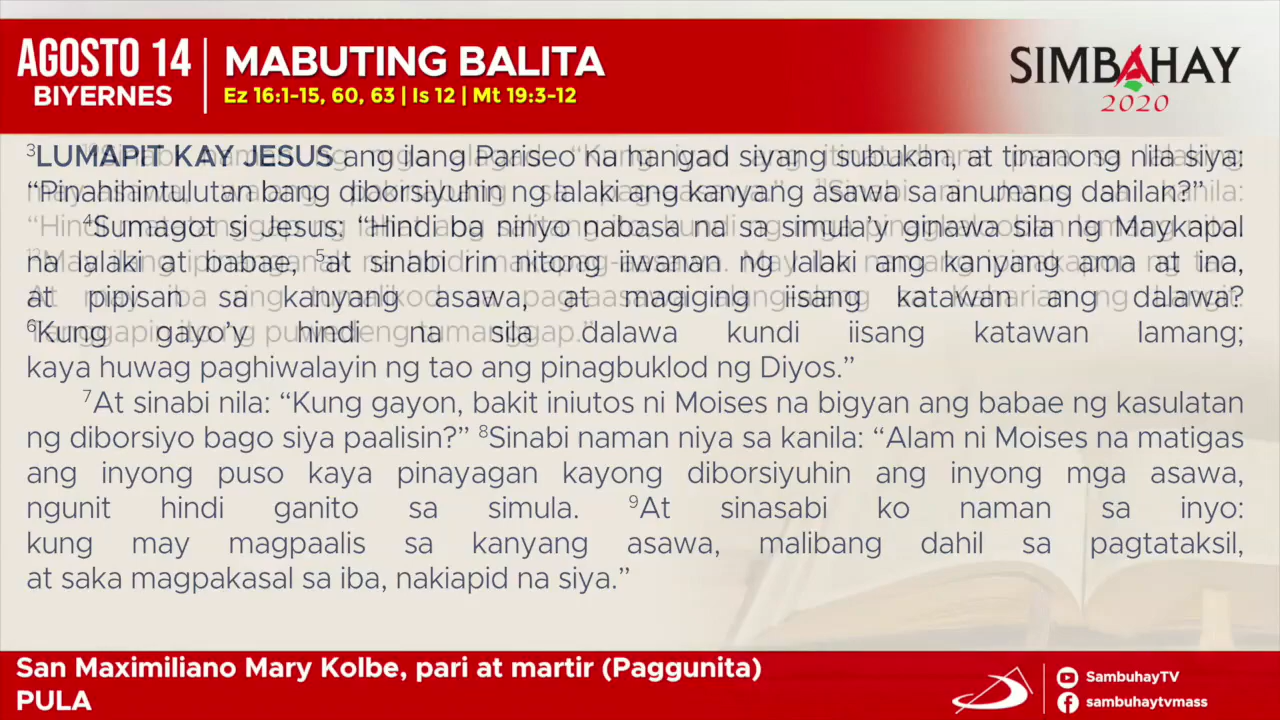 AGOSTO 14
BIYERNES
MABUTING BALITA
Ez 16:1-15, 60, 63 | Is 12 | Mt 19:3-12
SIMBAHAY
2020
³LUMAPIT KAY JESUS ang ilang Pariseo na hangad siyang subukan, at tinanong nila siya:
“Pinahihintulutan bang diborsiyuhin ng lalaki ang kanyang asawa sa anumang dahilan?”
⁴Sumagot si Jesus: “Hindi ba ninyo nabasa na sa simula’y ginawa sila ng Maykapal
na lalaki at babae, ⁵at sinabi rin nitong iiwanan ng lalaki ang kanyang ama at ina,
at pipisan sa kanyang asawa, at magiging iisang katawan ang dalawa?
⁶Kung gayo’y hindi na sila dalawa kundi iisang katawan lamang;
kaya huwag paghiwalayin ng tao ang pinagbuklod ng Diyos.”
⁷At sinabi nila: “Kung gayon, bakit iniutos ni Moises na bigyan ang babae ng kasulatan
ng diborsiyo bago siya paalisin?” ⁸Sinabi naman niya sa kanila: “Alam ni Moises na matigas
ang inyong puso kaya pinayagan kayong diborsiyuhin ang inyong mga asawa,
ngunit hindi ganito sa simula. ⁹At sinasabi ko naman sa inyo:
kung may magpaalis sa kanyang asawa, malibang dahil sa pagtataksil,
at saka magpakasal sa iba, nakiapid na siya.”
San Maximiliano Mary Kolbe, pari at martir (Paggunita)
PULA
SambuhayTV
sambuhaytvmass